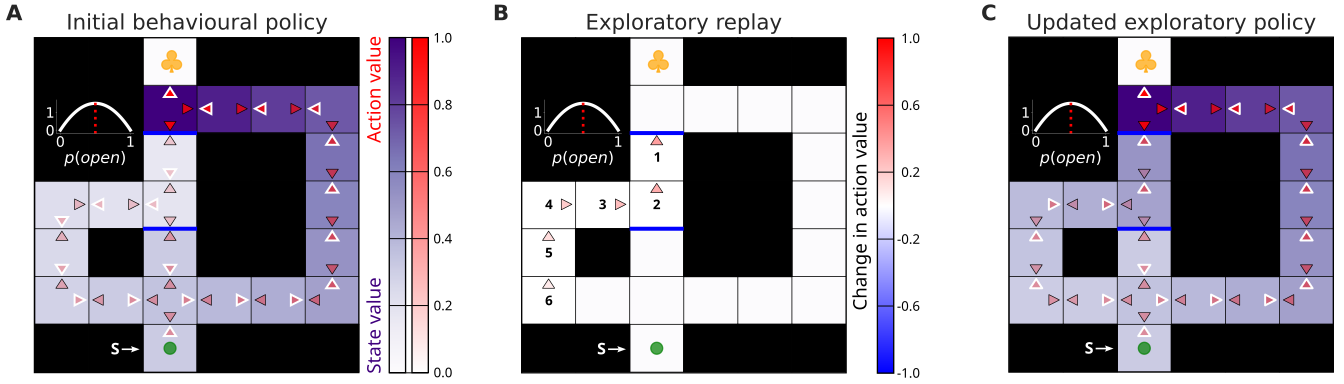 A
Initial behavioural policy
1
0
0
1
p(open)
S→
Action value
State value
1.0
0.8
0.6
0.4
0.2
0.0
B
Exploratory replay
1
0
0
1
p(open)
1
4
3
2
5
6
S→
Change in action value
1.0
0.6
0.2
-0.2
-0.6
-1.0
C
Updated exploratory policy
1
0
0
1
p(open)
S→